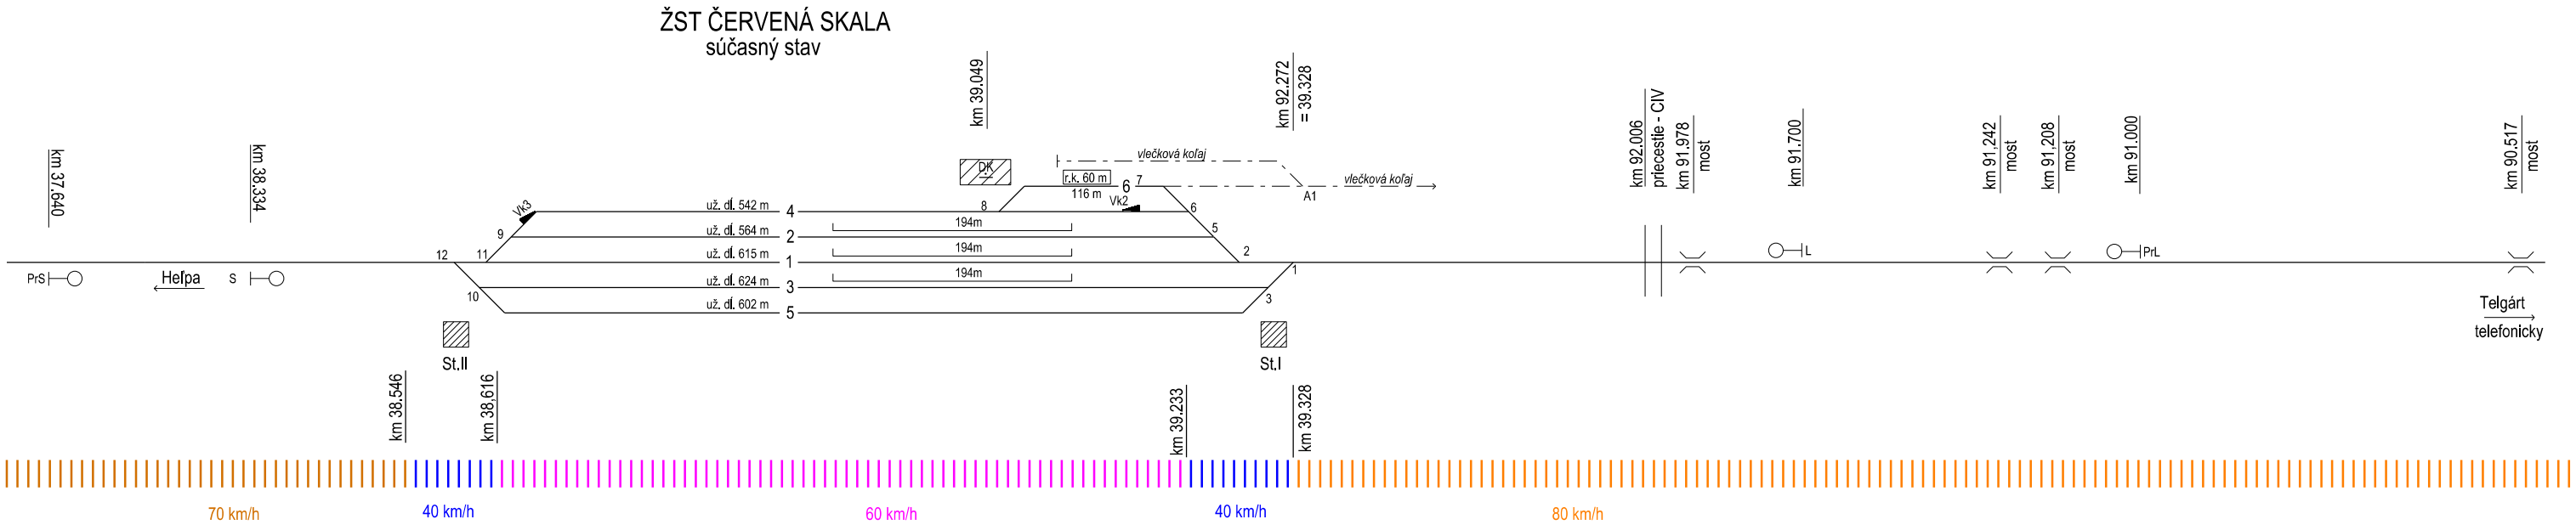 ŽST ČERVENÁ SKALA
súčasný stav
km 37.640
km 38.334
km 39.049
km 92.272
= 39.328
km 92.006
priecestie - CIV
km 91.978
most
km 91.700
km 91,242
most
km 91,208
most
km 91.000
km 90.517
most
DK
vlečková koľaj
r.k. 60 m
7
6
116 m
vlečková koľaj
A1
Vk3
už. dĺ. 542 m
4
8
Vk2
6
9
už. dĺ. 564 m
2
194m
5
12
11
už. dĺ. 615 m
1
194m
2
PrS
Heľpa
S
10
už. dĺ. 624 m
3
194m
1
3
L
PrL
už. dĺ. 602 m
5
St.II
St.I
Telgárt
telefonicky
km 38.546
km 38,616
km 39.233
km 39.328
70 km/h
40 km/h
60 km/h
40 km/h
80 km/h